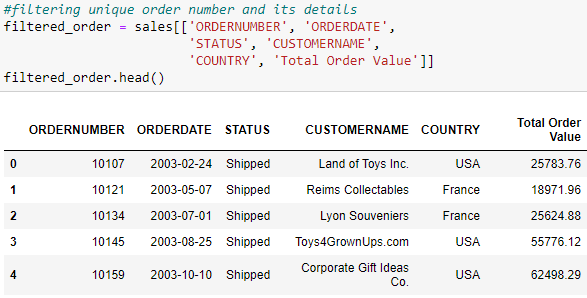 #filtering unique order number and its details
filtered_order = sales[['ORDERNUMBER', 'ORDERDATE',
'STATUS', 'CUSTOMERNAME',
'COUNTRY', 'Total Order Value']]
filtered_order.head()
ORDERNUMBER ORDERDATE STATUS CUSTOMERNAME COUNTRY Total Order
Value
0 10107 2003-02-24 Shipped Land of Toys Inc. USA 25783.76
1 10121 2003-05-07 Shipped Reims Collectables France 18971.96
2 10134 2003-07-01 Shipped Lyon Souveniers France 25624.88
3 10145 2003-08-25 Shipped Toys4GrownUps.com USA 55776.12
4 10159 2003-10-10 Shipped Corporate Gift Ideas
Co. USA 62498.29